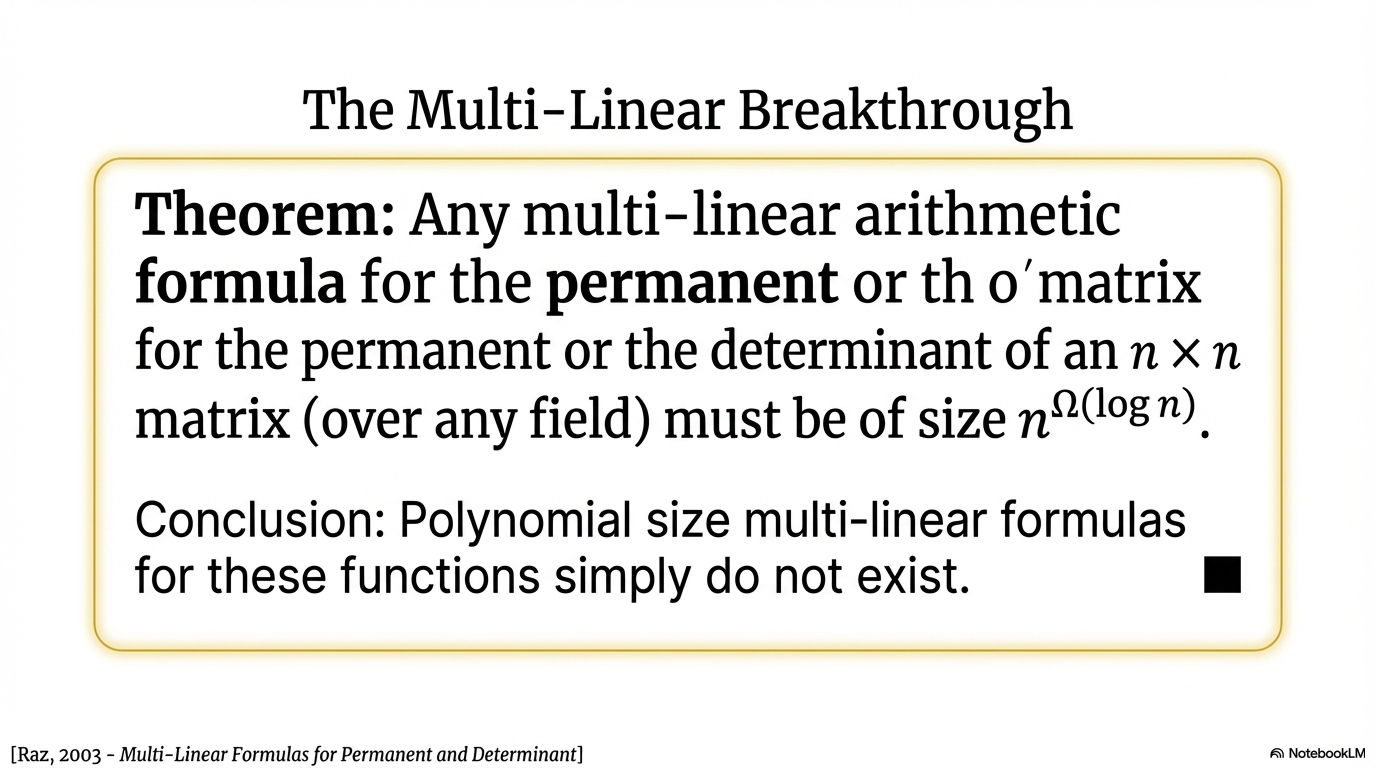 The Multi-Linear Breakthrough
Theorem: Any multi-linear arithmetic
formula for the permanent or th o′matrix
for the permanent or the determinant of an n × n
matrix (over any field) must be of size n^Ω(log n).
Conclusion: Polynomial size multi-linear formulas
for these functions simply do not exist.
[Raz, 2003 - Multi-Linear Formulas for Permanent and Determinant]
NotebookLM